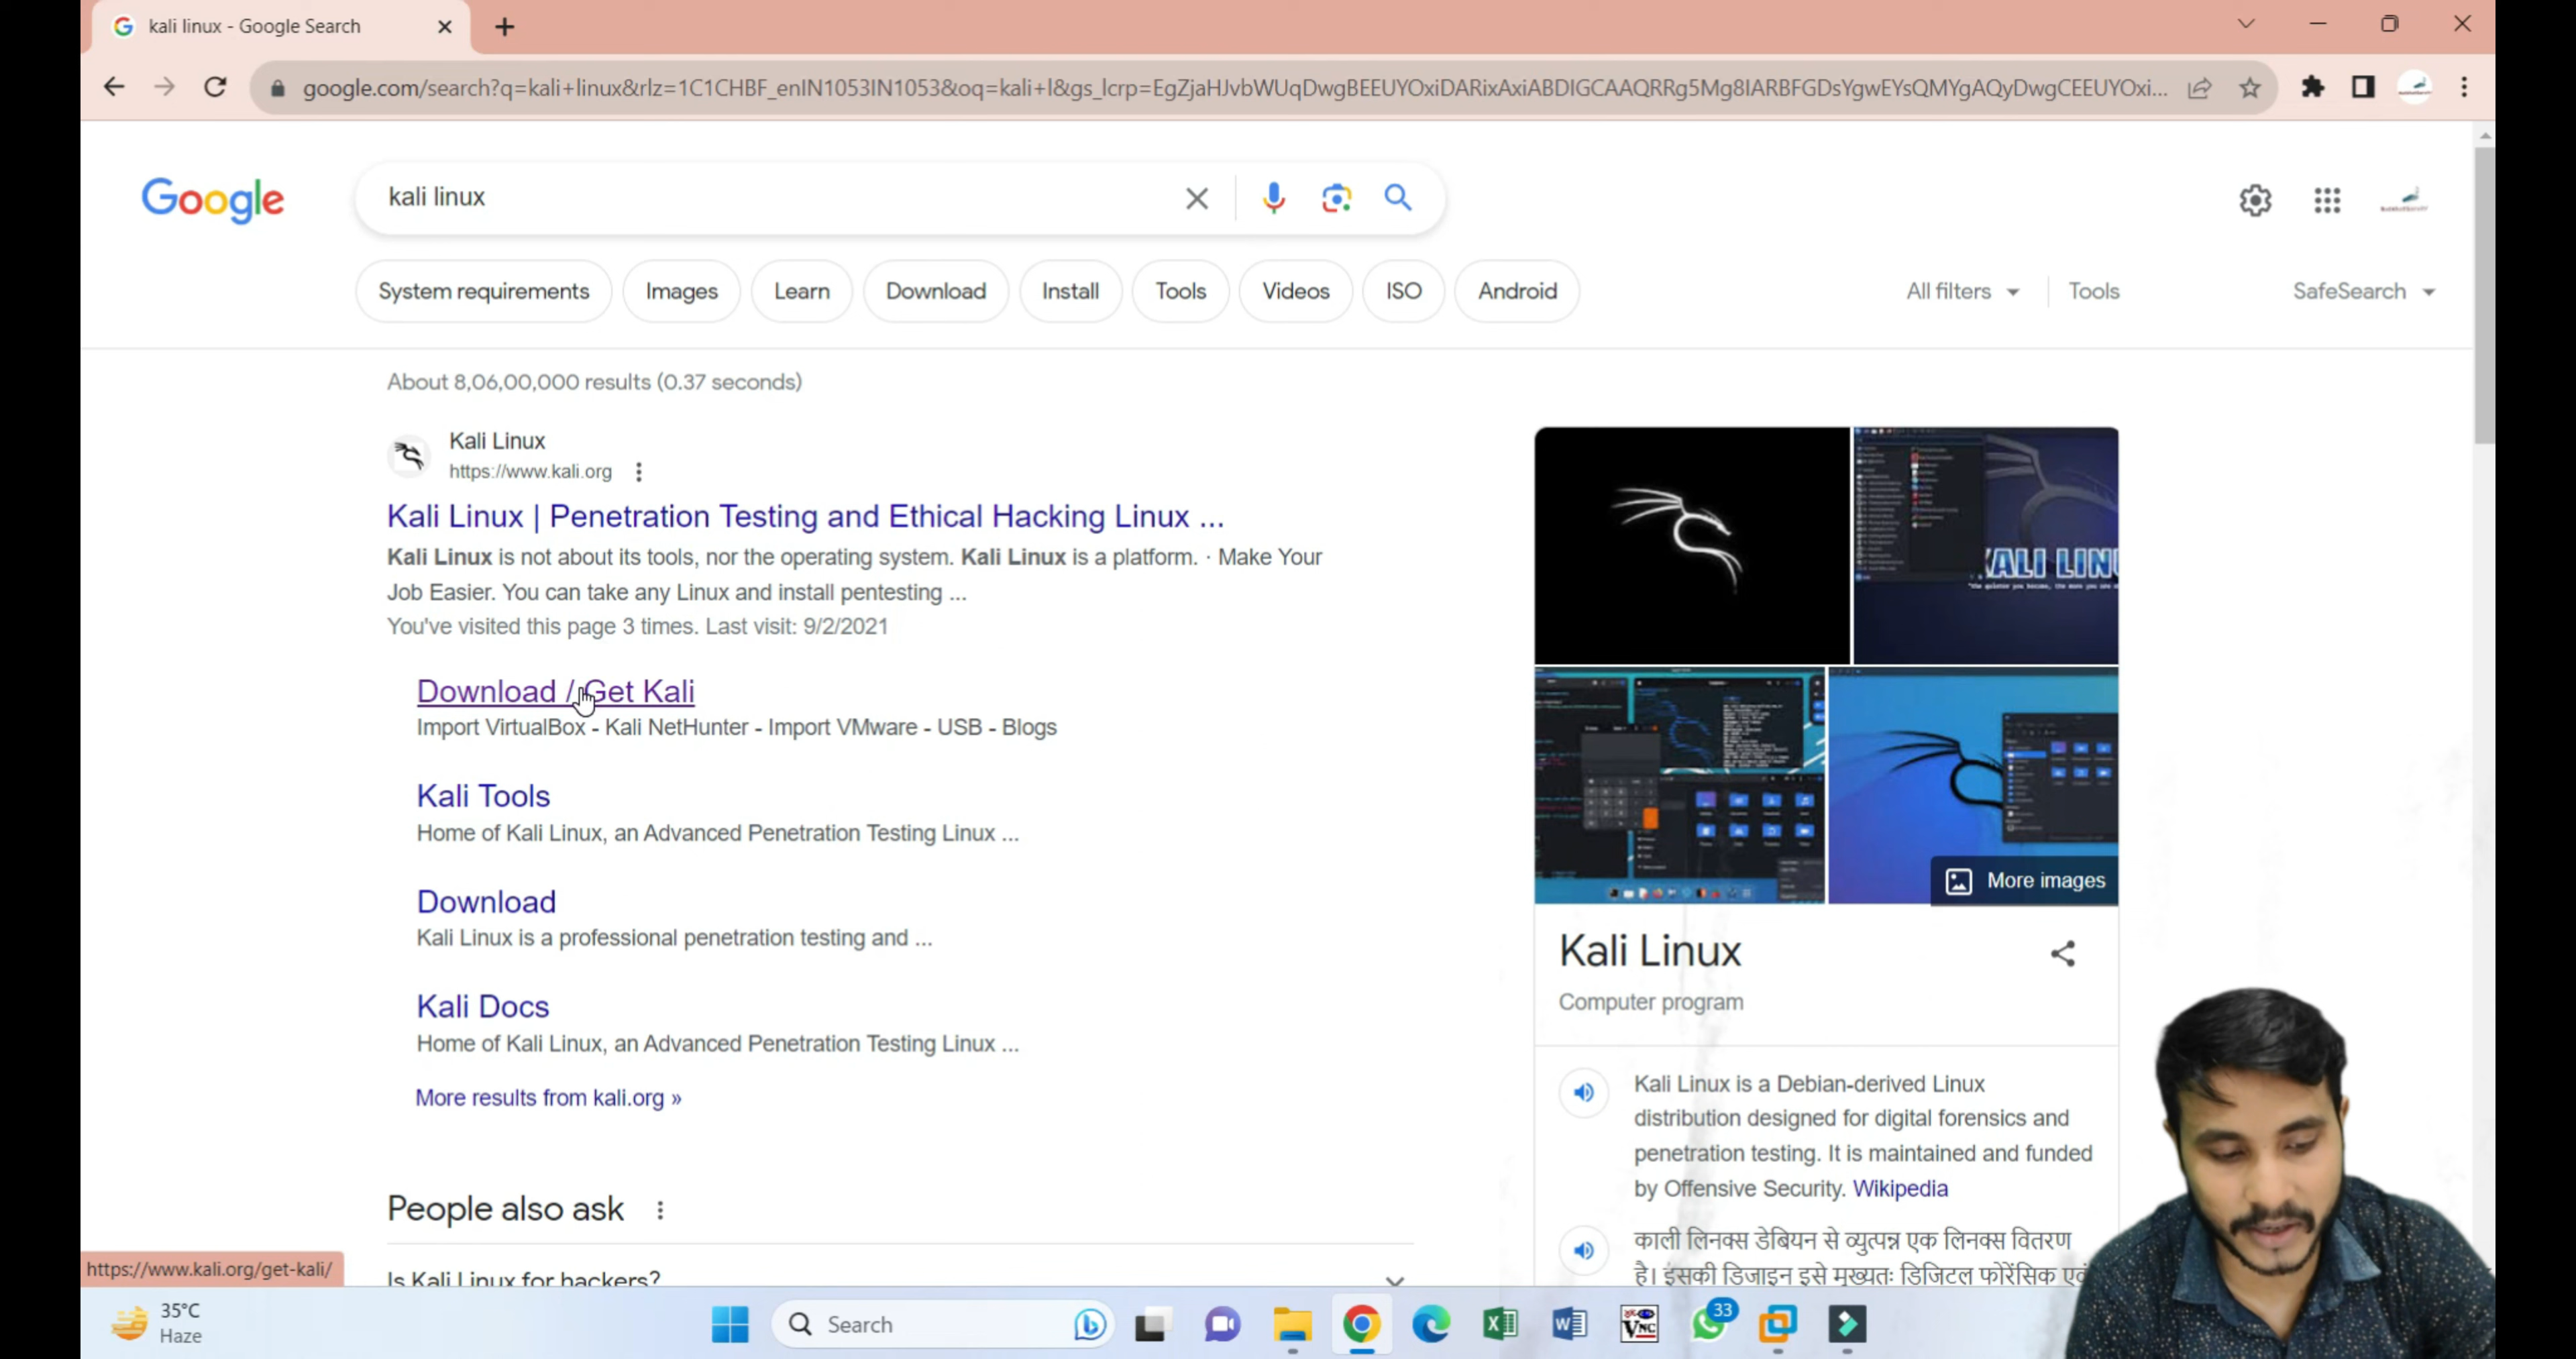 kali linux - Google Search
google.com/search?q=kali+linux&rlz=1C1CHBF_enIN1053IN1053&oq=kali+l&gs_lcrp=EgZjaHJvbWUqDwgBEEUYOxiDARixAxiABDIGCAAQRRg5Mg8IARBFGDsYgwEYsQMYgAQyDwgCEEUYOxi...
Google
kali linux
System requirements
Images
Learn
Download
Install
Tools
Videos
ISO
Android
All filters
Tools
SafeSearch
About 8,06,00,000 results (0.37 seconds)
Kali Linux
https://www.kali.org
Kali Linux | Penetration Testing and Ethical Hacking Linux ...
Kali Linux is not about its tools, nor the operating system. Kali Linux is a platform. · Make Your
Job Easier. You can take any Linux and install pentesting ...
You've visited this page 3 times. Last visit: 9/2/2021
Download / Get Kali
Import VirtualBox - Kali NetHunter - Import VMware - USB - Blogs
Kali Tools
Home of Kali Linux, an Advanced Penetration Testing Linux ...
Download
Kali Linux is a professional penetration testing and ...
Kali Docs
Home of Kali Linux, an Advanced Penetration Testing Linux ...
More results from kali.org »
People also ask
Is Kali Linux for hackers?
KALI LINU
More images
Kali Linux
Computer program
Kali Linux is a Debian-derived Linux
distribution designed for digital forensics and
penetration testing. It is maintained and funded
by Offensive Security. Wikipedia
काली लिनक्स डेबियन से व्युत्पन्न एक लिनक्स वितरण
है। इसकी डिजाइन इसे मुख्यतः डिजिटल फोरेंसिक एवं
https://www.kali.org/get-kali/
35°C
Haze
Search
VNC
33